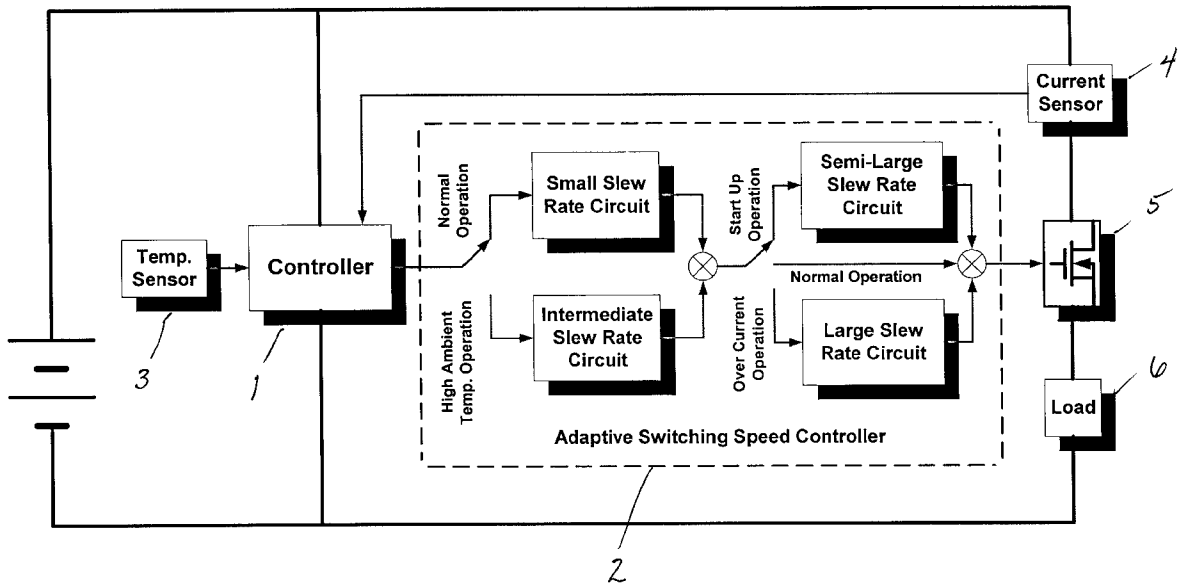 Current
Sensor
4
Normal
Operation
Small Slew
Rate Circuit
Start Up
Operation
Semi-Large
Slew Rate
Circuit
5
Temp.
Sensor
3
Controller
1
Normal Operation
High Ambient
Temp. Operation
Intermediate
Slew Rate
Circuit
Over Current
Operation
Large Slew
Rate Circuit
Load
6
Adaptive Switching Speed Controller
2